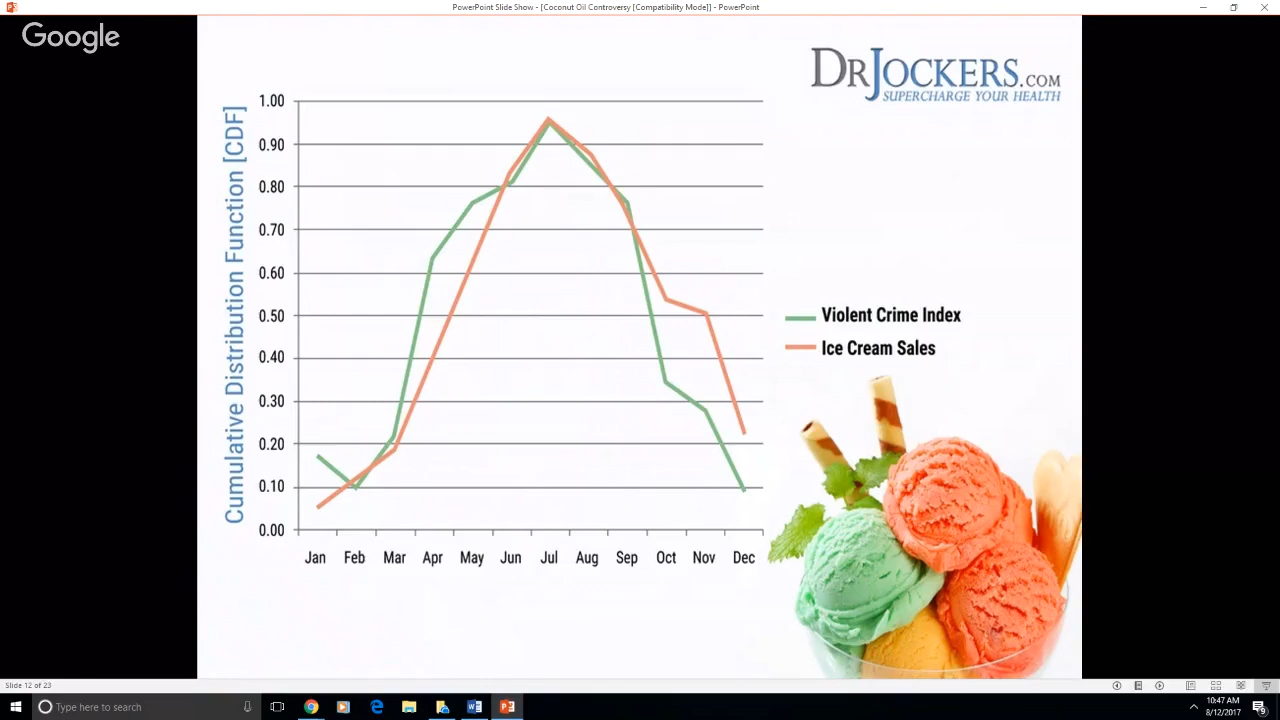 PowerPoint Slide Show - [Coconut Oil Controversy [Compatibility Mode]] - PowerPoint
Google
DRJOCKERS.COM
SUPERCHARGE YOUR HEALTH
Cumulative Distribution Function [CDF]
1.00
0.90
0.80
0.70
0.60
0.50
0.40
0.30
0.20
0.10
0.00
Jan Feb Mar Apr May Jun Jul Aug Sep Oct Nov Dec
Violent Crime Index
Ice Cream Sales
Slide 12 of 23
Type here to search
10:47 AM
8/12/2017